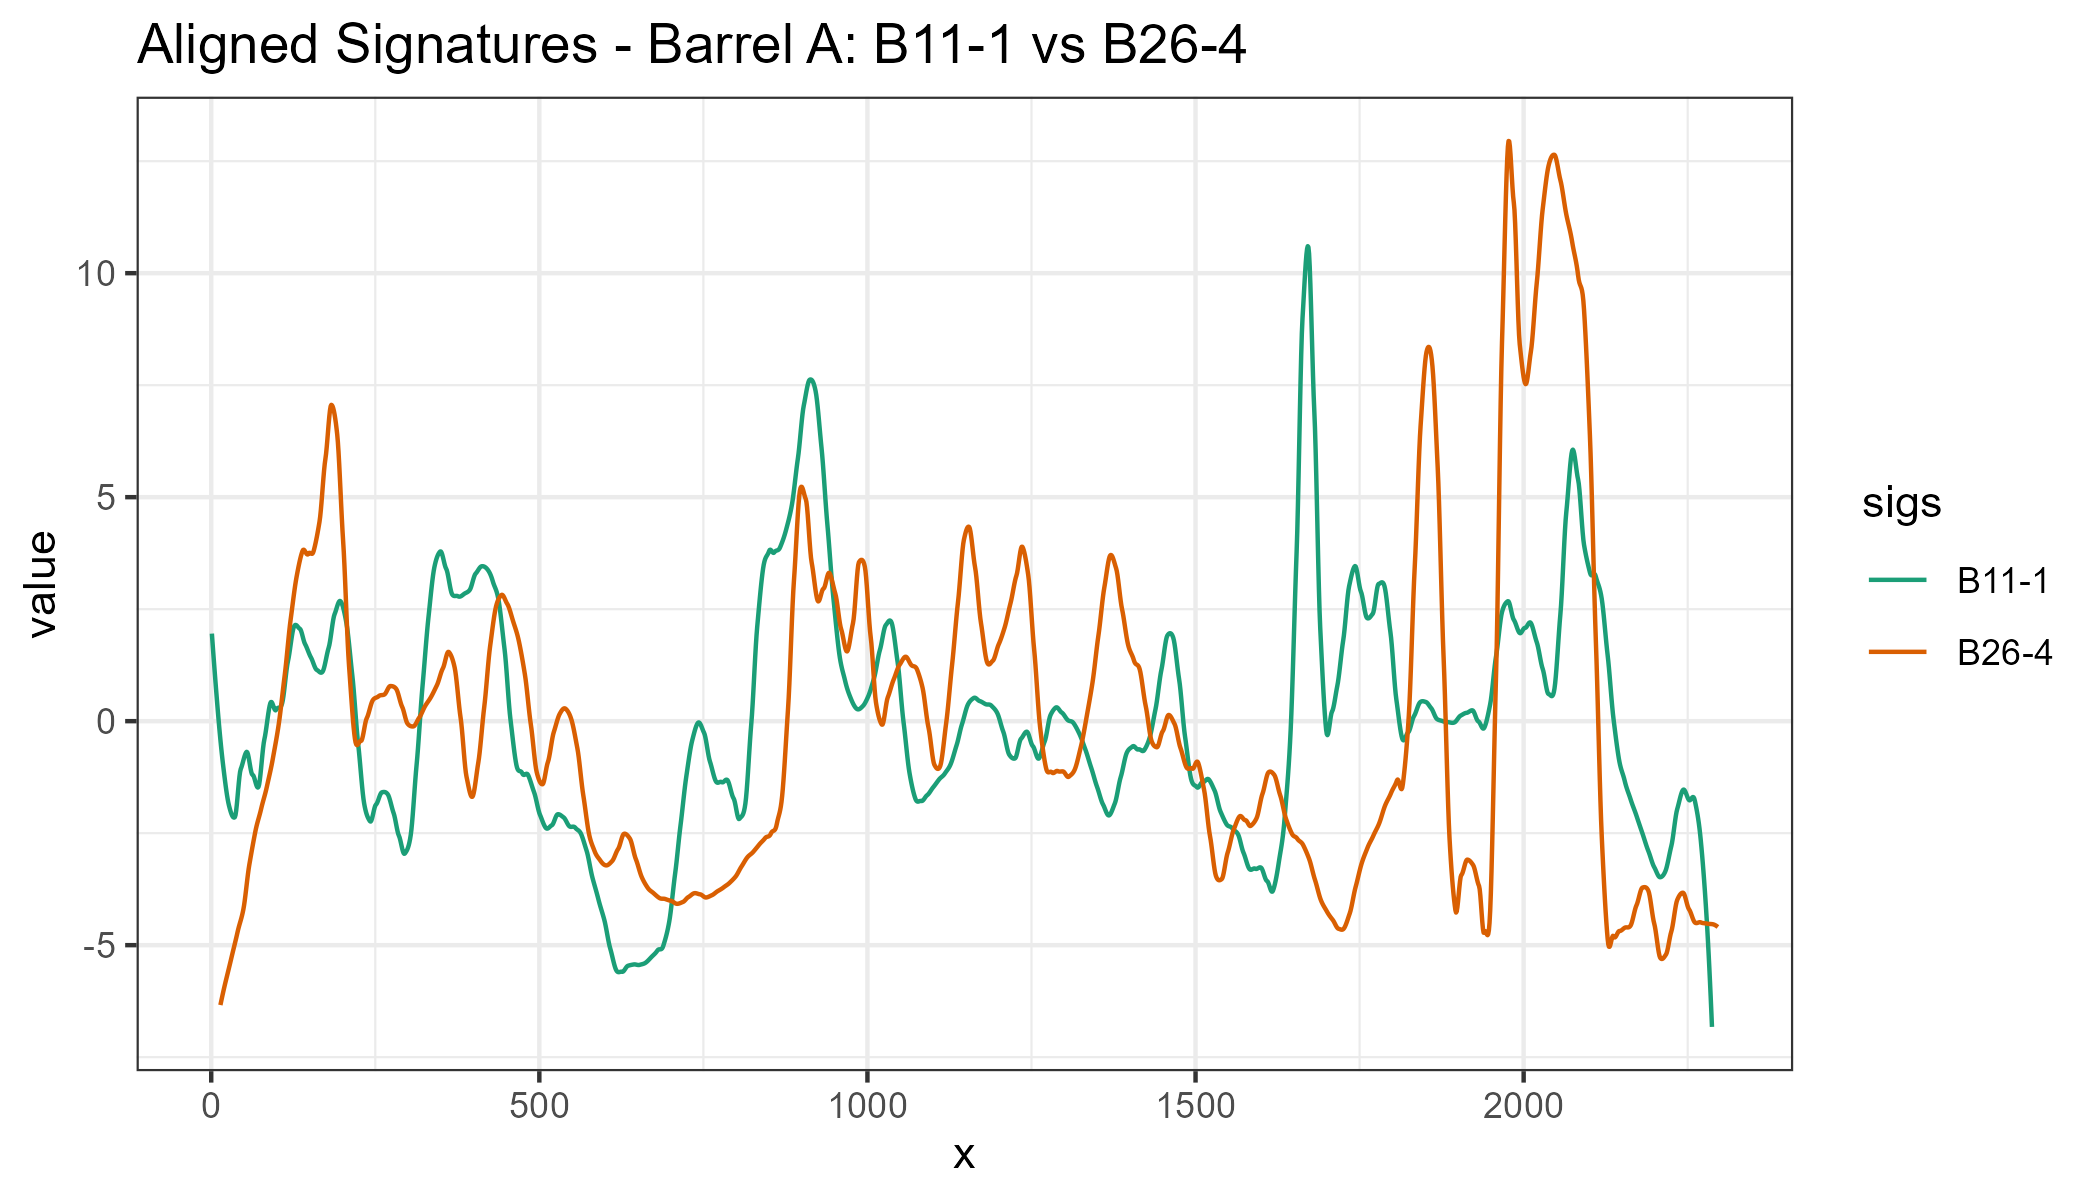 Aligned Signatures - Barrel A: B11-1 vs B26-4
10
5
0
-5
value
0 500 1000 1500 2000
x
sigs
B11-1
B26-4